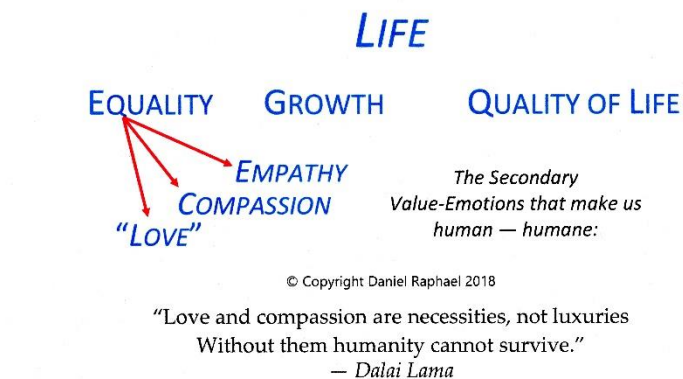 LIFE
EQUALITY GROWTH QUALITY OF LIFE
EMPATHY
COMPASSION
“LOVE”
The Secondary
Value-Emotions that make us
human — humane:
© Copyright Daniel Raphael 2018
“Love and compassion are necessities, not luxuries
Without them humanity cannot survive.”
— Dalai Lama